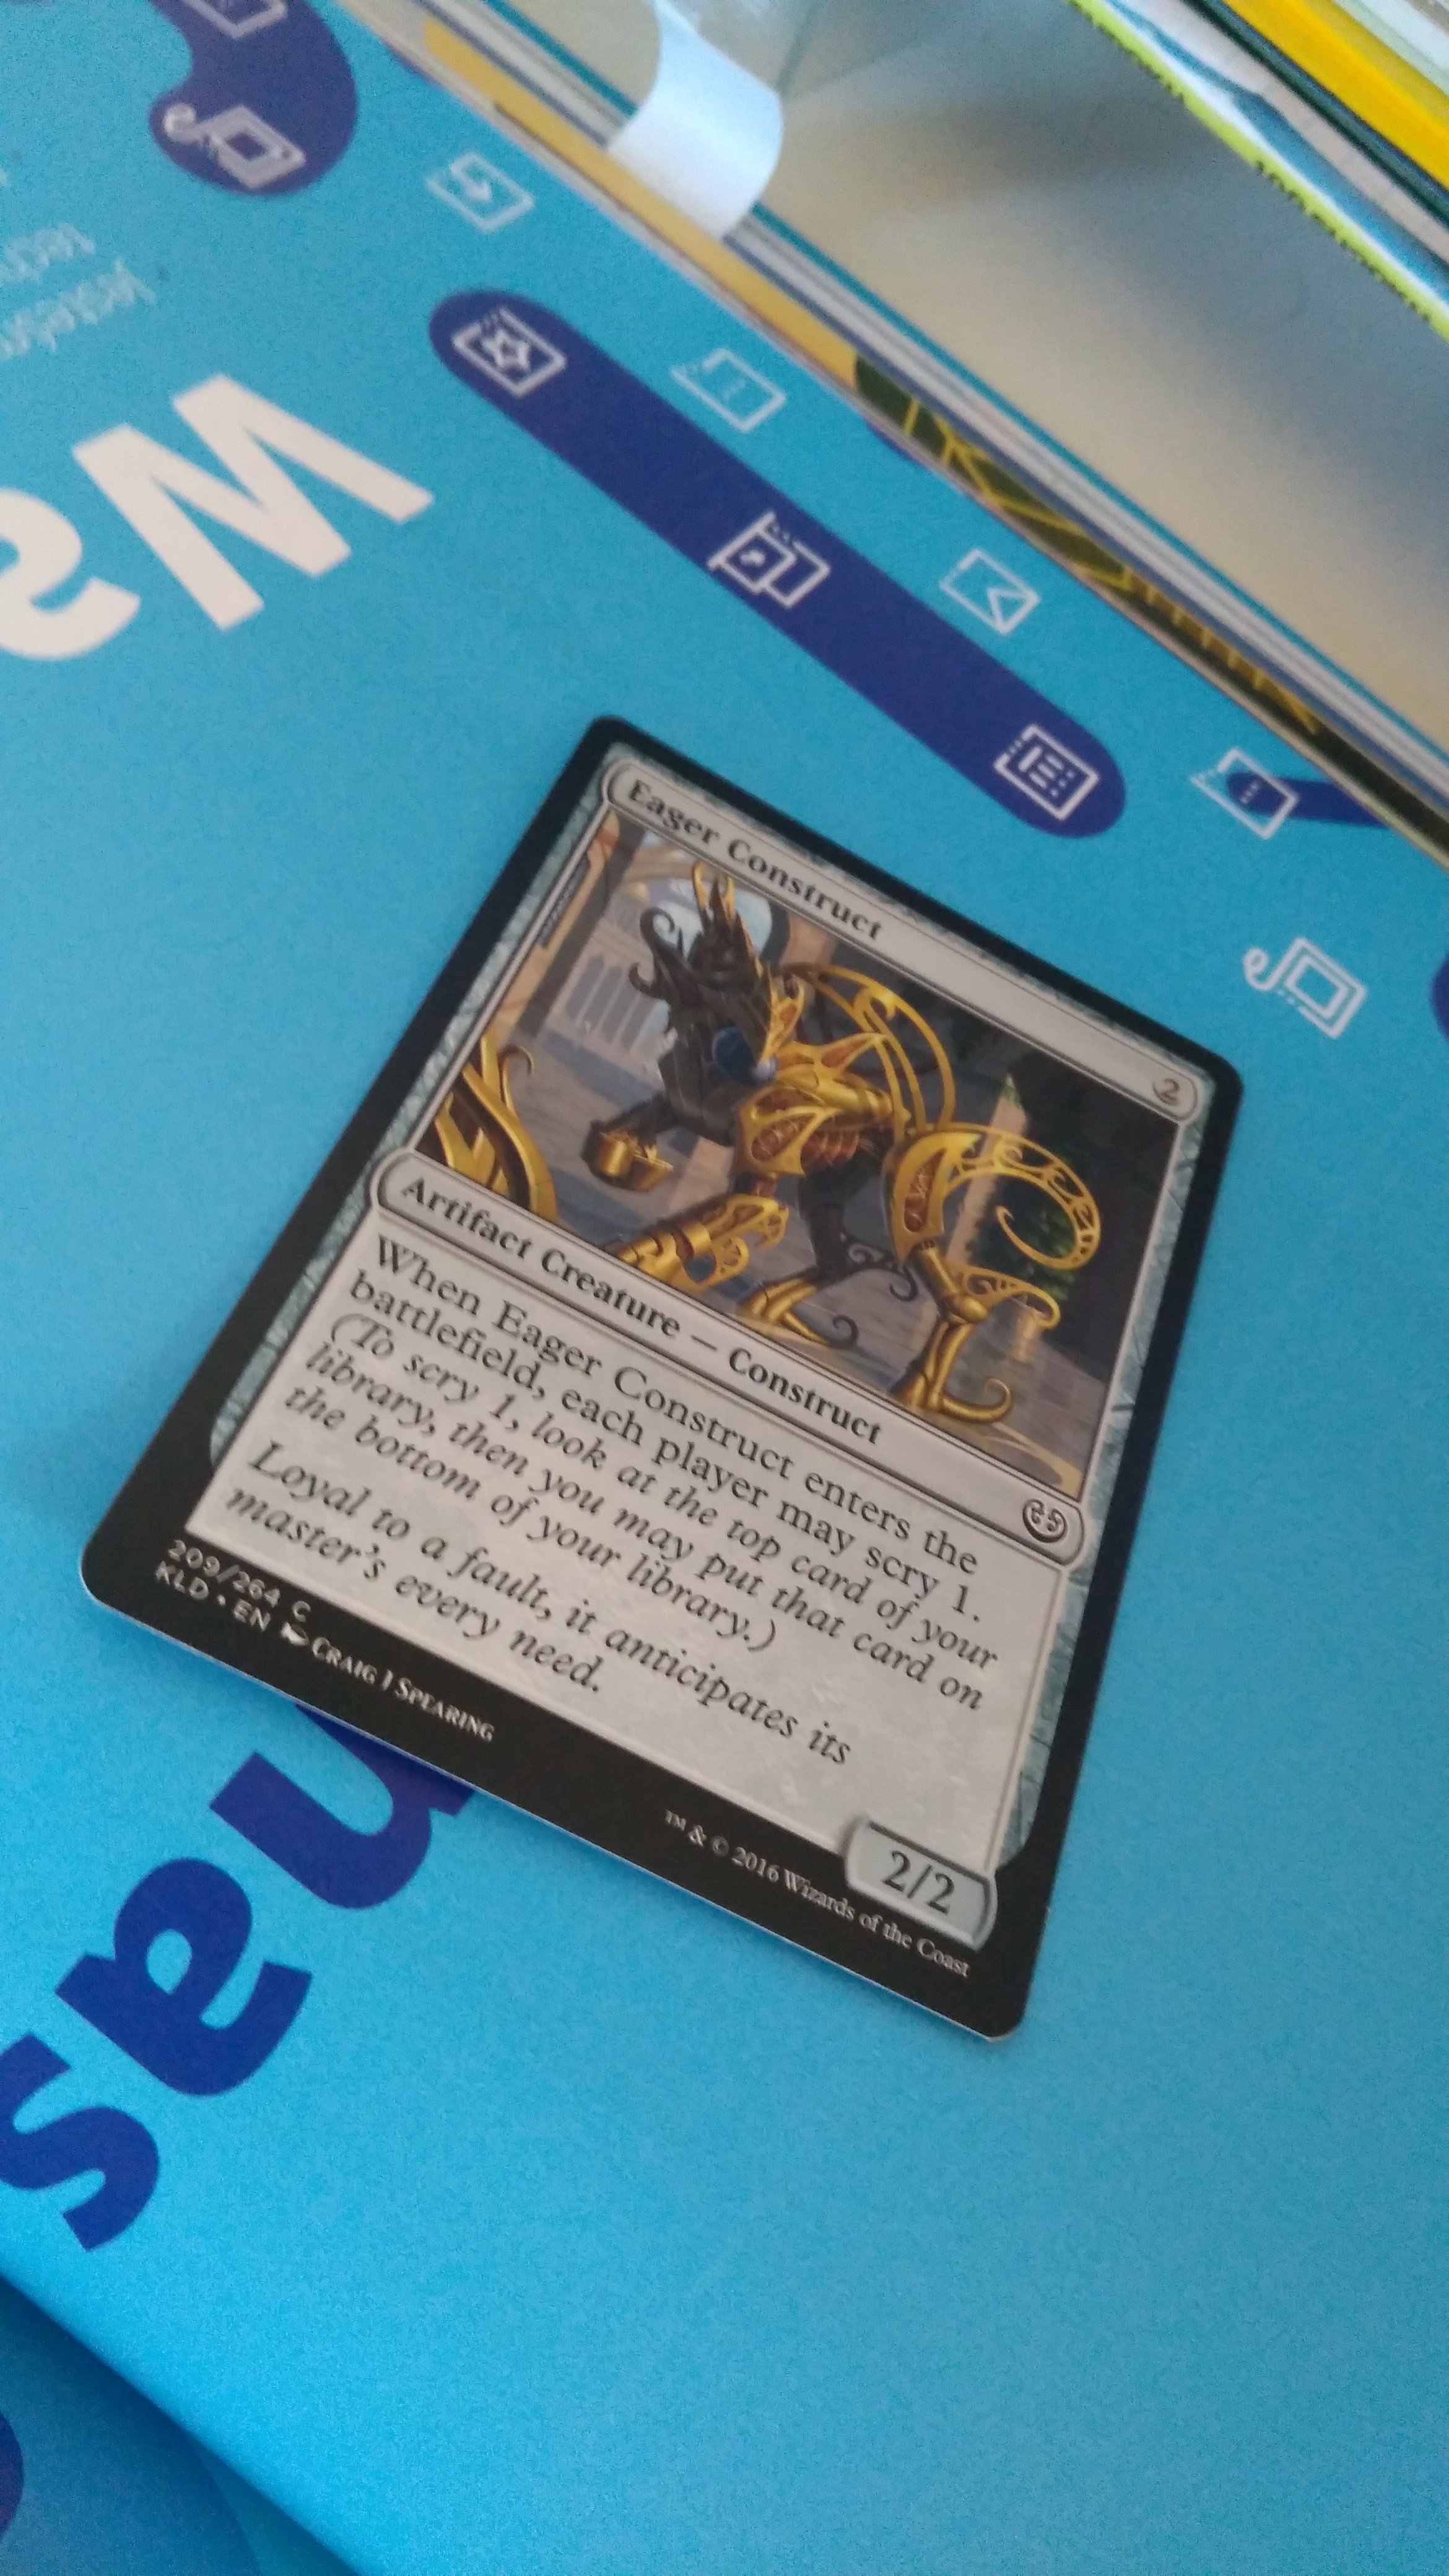 Eager Construct
2
Artifact Creature — Construct
When Eager Construct enters the
battlefield, each player may scry 1.
(To scry 1, look at the top card of your
library, then you may put that card on
the bottom of your library.)
Loyal to a fault, it anticipates its
master's every need.
2/2
209/264 C
KLD • EN CRAIG J SPEARING
™ & © 2016 Wizards of the Coast